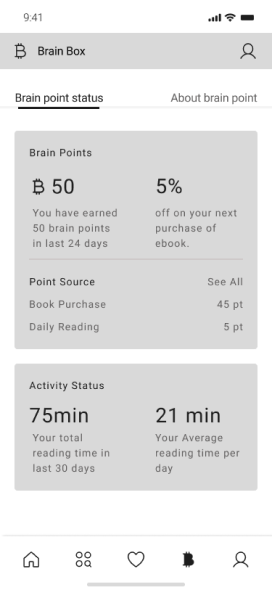 9:41
Brain Box
Brain point status
About brain point
Brain Points
₿ 50
5%
You have earned
50 brain points
in last 24 days
off on your next
purchase of
ebook.
Point Source
See All
Book Purchase
45 pt
Daily Reading
5 pt
Activity Status
75min
21 min
Your total
reading time in
last 30 days
Your Average
reading time per
day